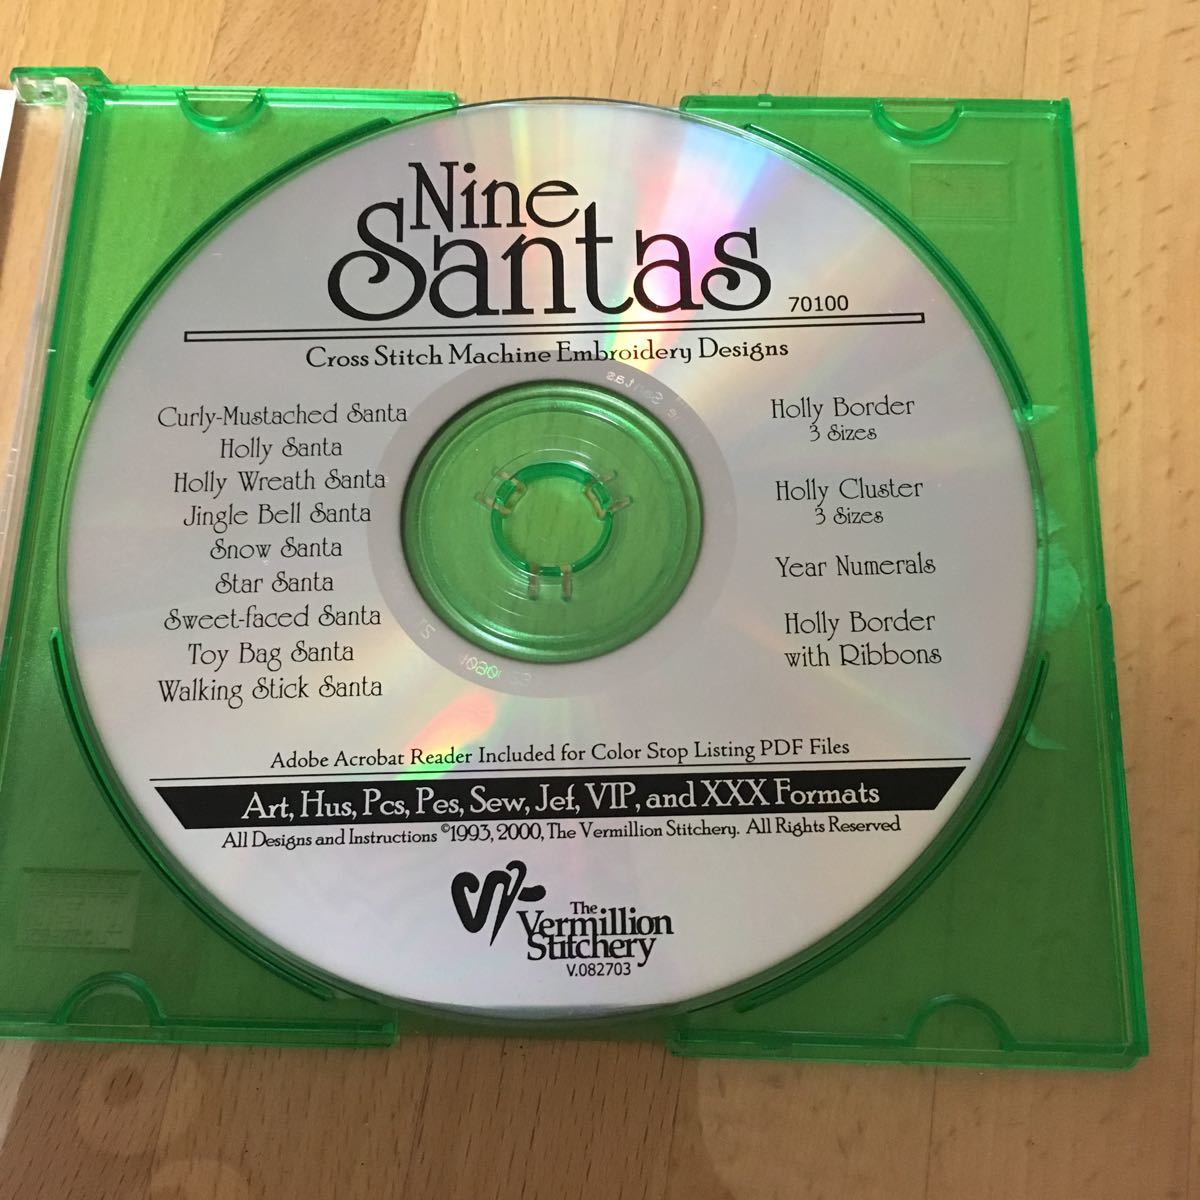 Nine
Santas
70100
Cross Stitch Machine Embroidery Designs
Curly-Mustached Santa
Holly Santa
Holly Wreath Santa
Jingle Bell Santa
Snow Santa
Star Santa
Sweet-faced Santa
Toy Bag Santa
Walking Stick Santa
Holly Border
3 Sizes
Holly Cluster
3 Sizes
Year Numerals
Holly Border
with Ribbons
Adobe Acrobat Reader Included for Color Stop Listing PDF Files
Art, Hus, Pcs, Pes, Sew, Jef, VIP, and XXX Formats
All Designs and Instructions ©1993, 2000, The Vermillion Stitchery. All Rights Reserved
The
Vermillion
Stitchery
V.082703